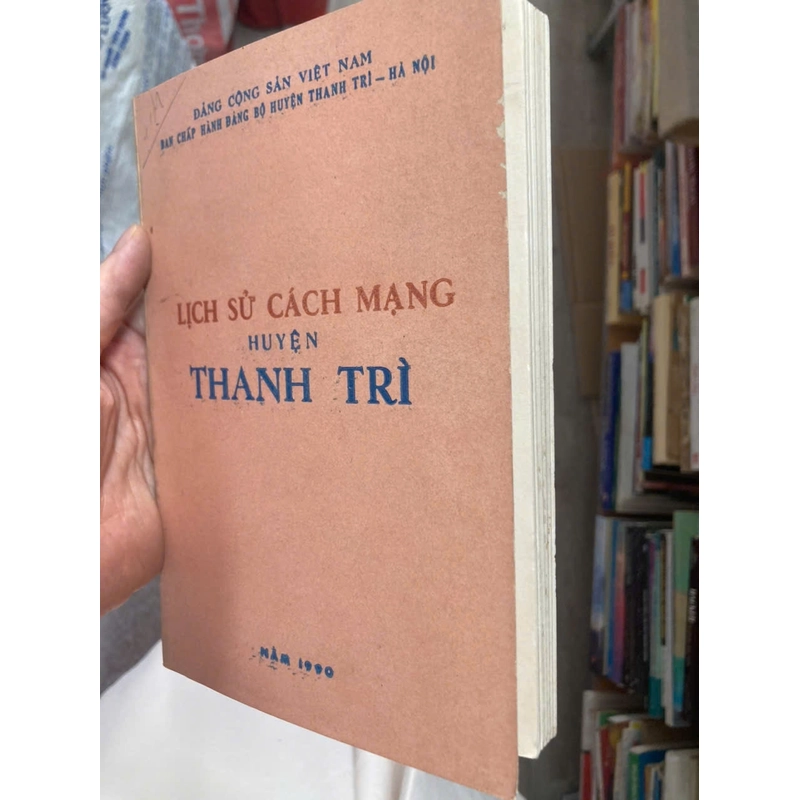 ĐẢNG CỘNG SẢN VIỆT NAM
BAN CHẤP HÀNH ĐẢNG BỘ HUYỆN THANH TRÌ – HÀ NỘI
LỊCH SỬ CÁCH MẠNG
HUYỆN
THANH TRÌ
NĂM 1990